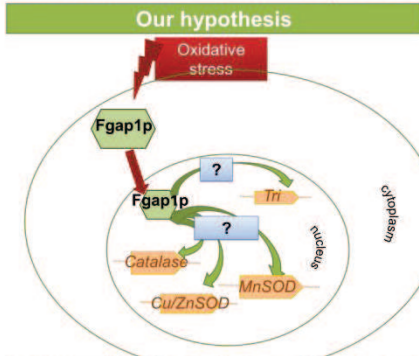 Our hypothesis
Oxidative
stress
Fgap1p
?
Fgap1p
Tri
?
cytoplasm
nucleus
Catalase
MnSOD
Cu/ZnSOD